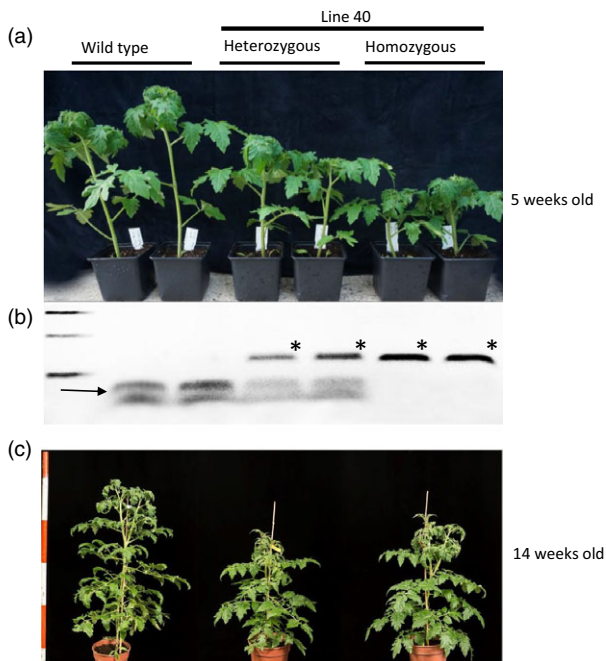 Line 40
(a)
Wild type
Heterozygous
Homozygous
5 weeks old
(b)
*
*
*
*
(c)
14 weeks old